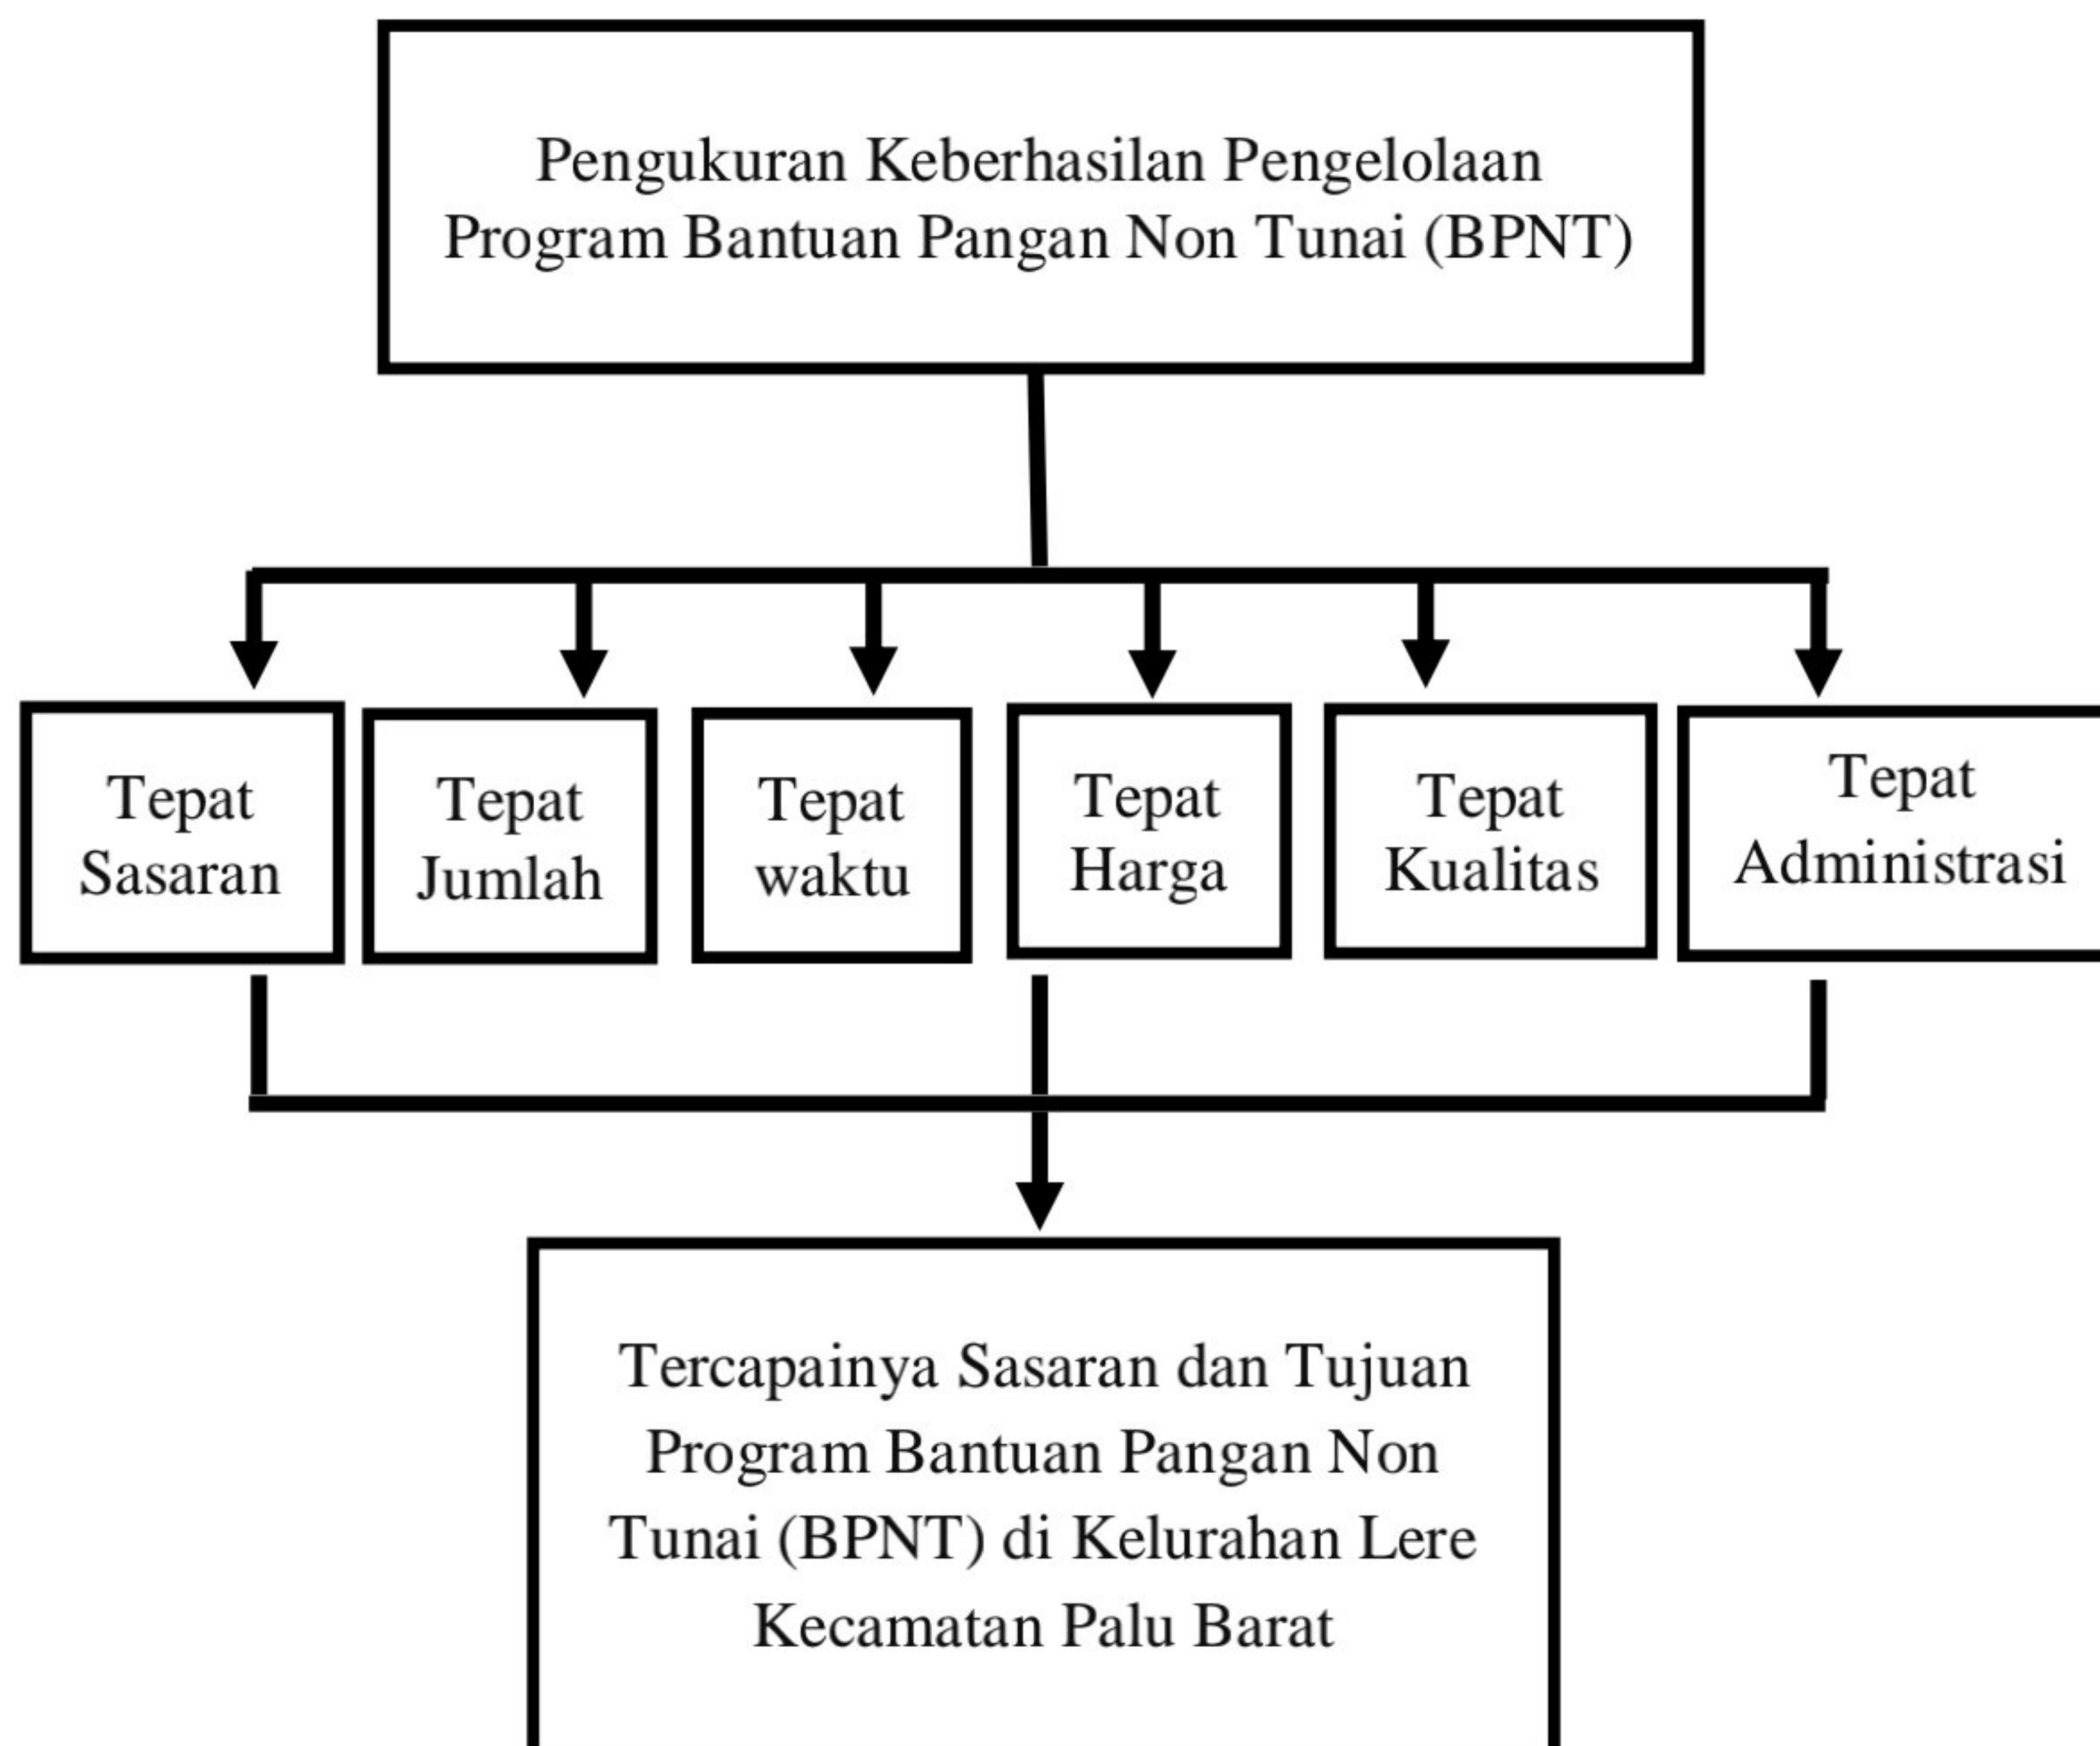 Pengukuran Keberhasilan Pengelolaan
Program Bantuan Pangan Non Tunai (BPNT)
Tepat
Sasaran
Tepat
Jumlah
Tepat
waktu
Tepat
Harga
Tepat
Kualitas
Tepat
Administrasi
Tercapainya Sasaran dan Tujuan
Program Bantuan Pangan Non
Tunai (BPNT) di Kelurahan Lere
Kecamatan Palu Barat